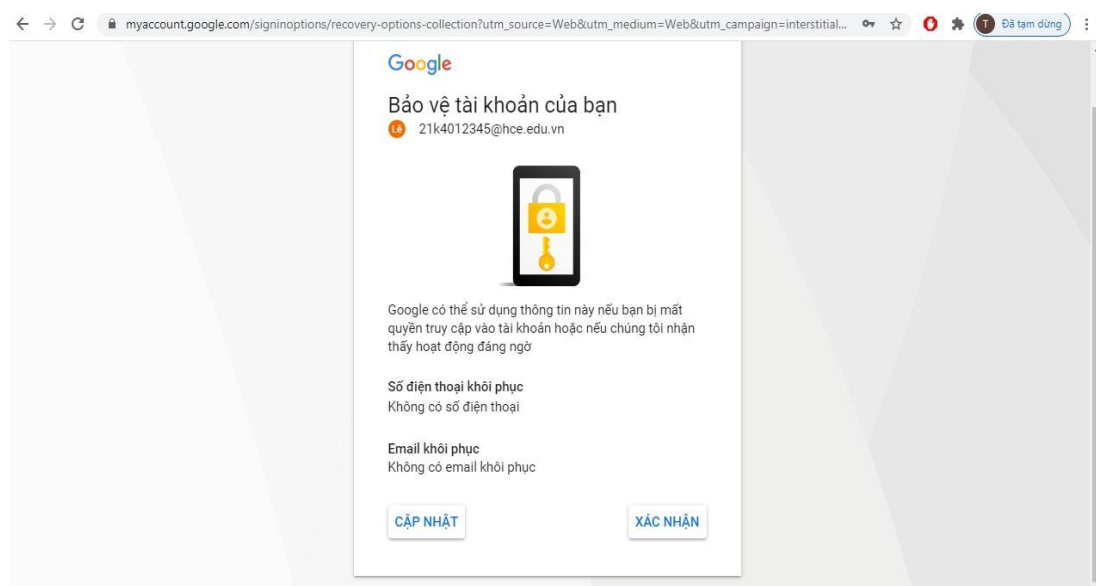 myaccount.google.com/signinoptions/recovery-options-collection?utm_source=Web&utm_medium=Web&utm_campaign=interstitial...
T Đã tạm dừng
Google
Bảo vệ tài khoản của bạn
Lê 21k4012345@hce.edu.vn
Google có thể sử dụng thông tin này nếu bạn bị mất
quyền truy cập vào tài khoản hoặc nếu chúng tôi nhận
thấy hoạt động đáng ngờ
Số điện thoại khôi phục
Không có số điện thoại
Email khôi phục
Không có email khôi phục
CẬP NHẬT XÁC NHẬN